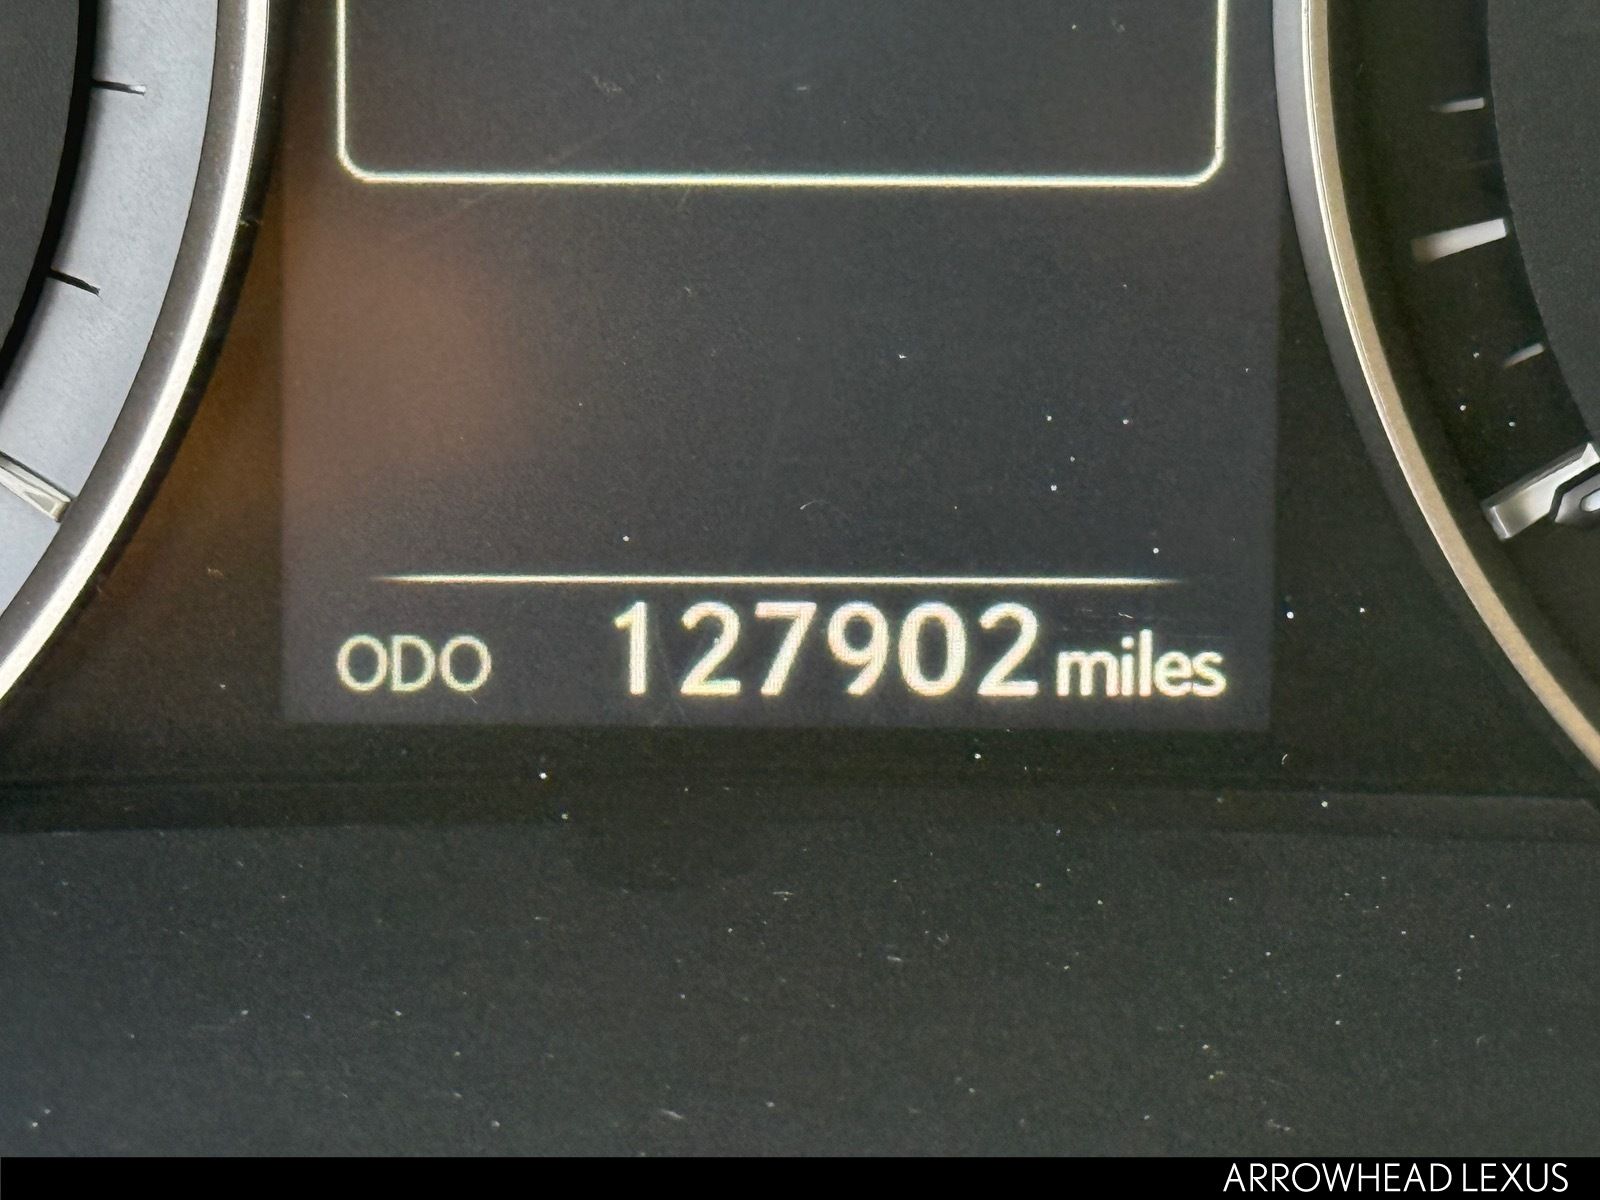 ODO 127902 miles
ARROWHEAD LEXUS